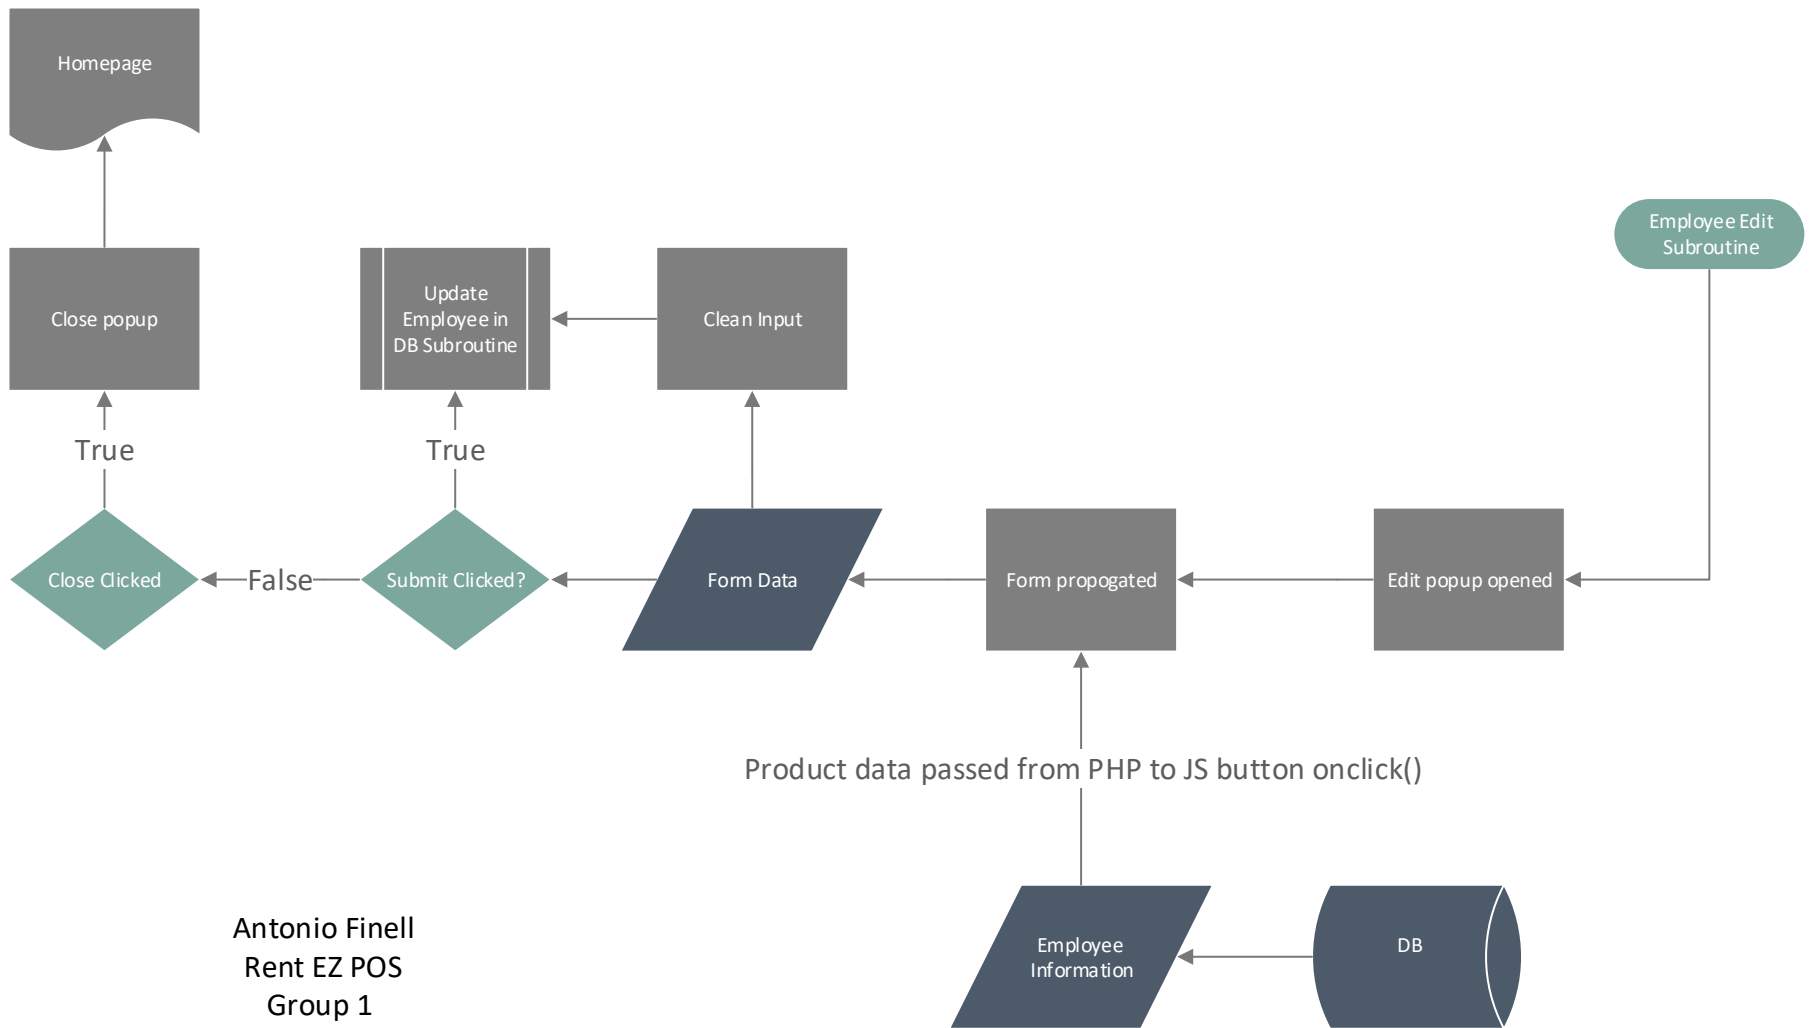 Homepage
Employee Edit
Subroutine
Close popup
Update
Employee in
DB Subroutine
Clean Input
True
True
Close Clicked
False
Submit Clicked?
Form Data
Form propogated
Edit popup opened
Product data passed from PHP to JS button onclick()
Antonio Finell
Rent EZ POS
Group 1
Employee
Information
DB